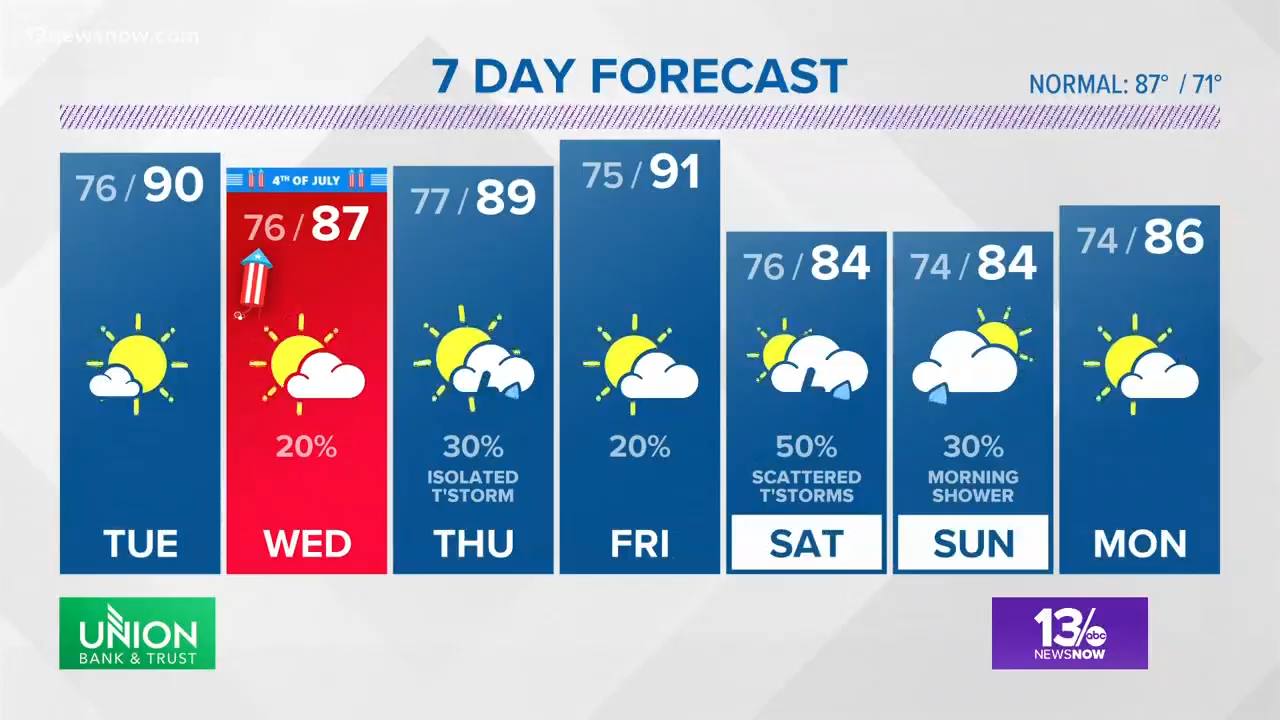 13newsnow.com
7 DAY FORECAST
NORMAL: 87° / 71°
76 / 90
TUE
4TH OF JULY
76 / 87
20%
WED
77 / 89
30%
ISOLATED
T'STORM
THU
75 / 91
20%
FRI
76 / 84
50%
SCATTERED
T'STORMS
SAT
74 / 84
30%
MORNING
SHOWER
SUN
74 / 86
MON
UNION
BANK & TRUST
13 abc
NEWSNOW